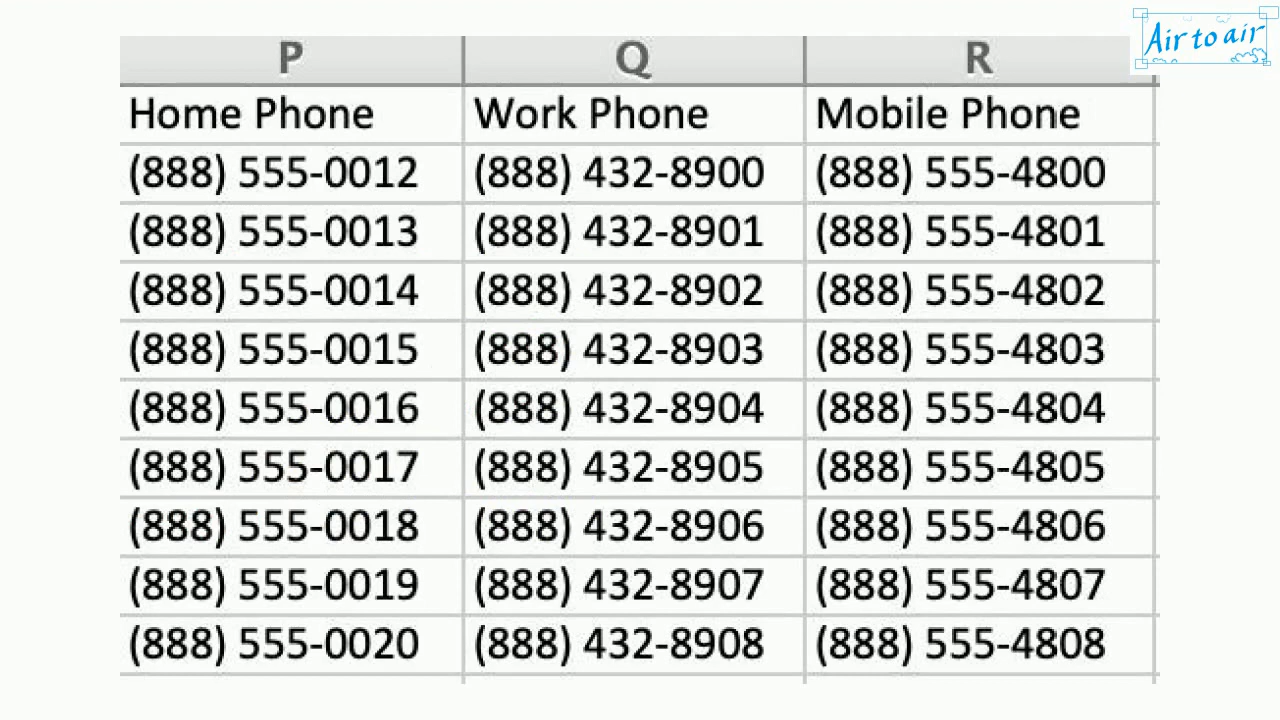 Air to air
P Q R
Home Phone Work Phone Mobile Phone
(888) 555-0012 (888) 432-8900 (888) 555-4800
(888) 555-0013 (888) 432-8901 (888) 555-4801
(888) 555-0014 (888) 432-8902 (888) 555-4802
(888) 555-0015 (888) 432-8903 (888) 555-4803
(888) 555-0016 (888) 432-8904 (888) 555-4804
(888) 555-0017 (888) 432-8905 (888) 555-4805
(888) 555-0018 (888) 432-8906 (888) 555-4806
(888) 555-0019 (888) 432-8907 (888) 555-4807
(888) 555-0020 (888) 432-8908 (888) 555-4808